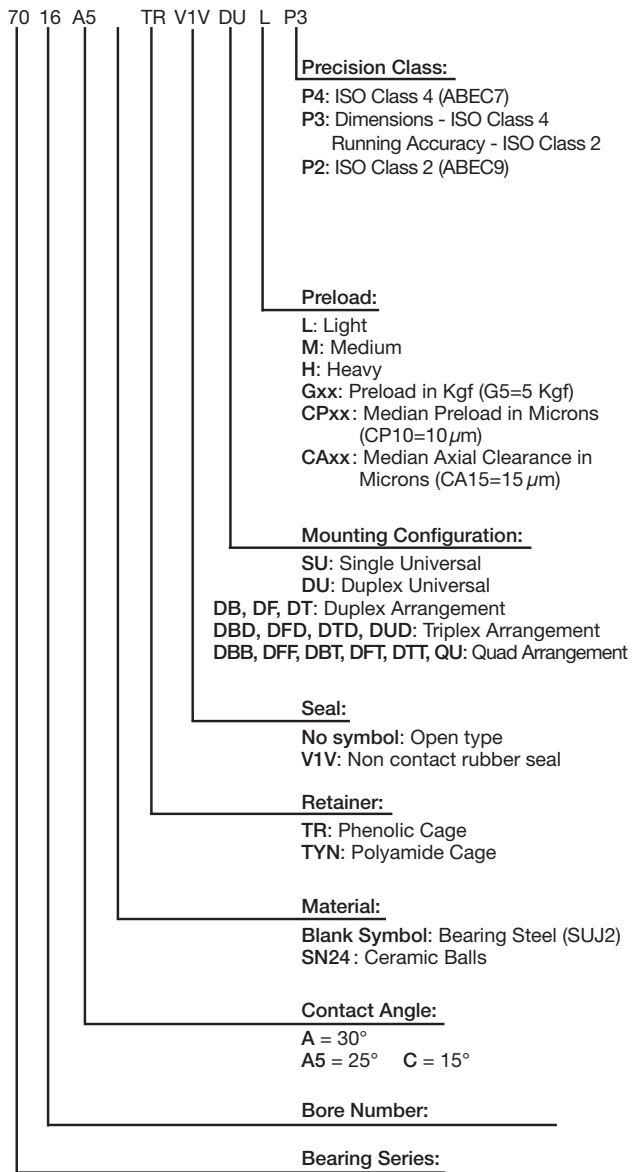 70 16 A5 TR V1V DU L P3
Precision Class:
P4: ISO Class 4 (ABEC7)
P3: Dimensions - ISO Class 4
Running Accuracy - ISO Class 2
P2: ISO Class 2 (ABEC9)
Preload:
L: Light
M: Medium
H: Heavy
Gxx: Preload in Kgf (G5=5 Kgf)
CPxx: Median Preload in Microns
(CP10=10 µm)
CAxx: Median Axial Clearance in
Microns (CA15=15 µm)
Mounting Configuration:
SU: Single Universal
DU: Duplex Universal
DB, DF, DT: Duplex Arrangement
DBD, DFD, DTD, DUD: Triplex Arrangement
DBB, DFF, DBT, DFT, DTT, QU: Quad Arrangement
Seal:
No symbol: Open type
V1V: Non contact rubber seal
Retainer:
TR: Phenolic Cage
TYN: Polyamide Cage
Material:
Blank Symbol: Bearing Steel (SUJ2)
SN24: Ceramic Balls
Contact Angle:
A = 30°
A5 = 25° C = 15°
Bore Number:
Bearing Series: